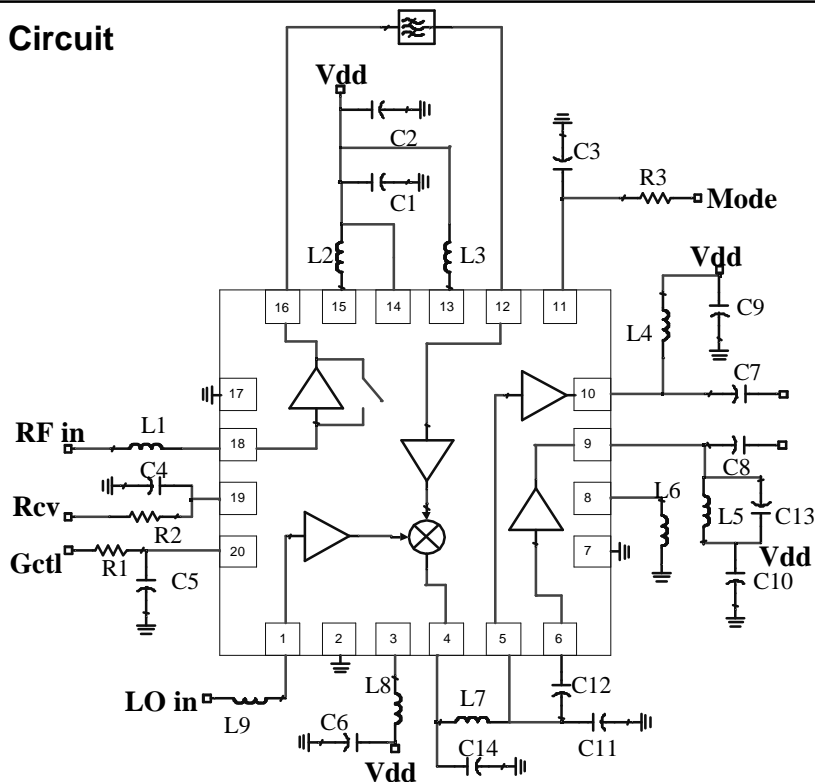 Circuit
Vdd
C2
C1
C3
R3
Mode
L2
L3
Vdd
C9
L4
C7
16
15
14
13
12
11
17
10
L1
RF in
18
9
C8
C4
19
8
L6
L5
C13
Rcv
R2
Gctl
R1
20
7
Vdd
C5
C10
1
2
3
4
5
6
LO in
L9
L8
C6
Vdd
L7
C12
C11
C14